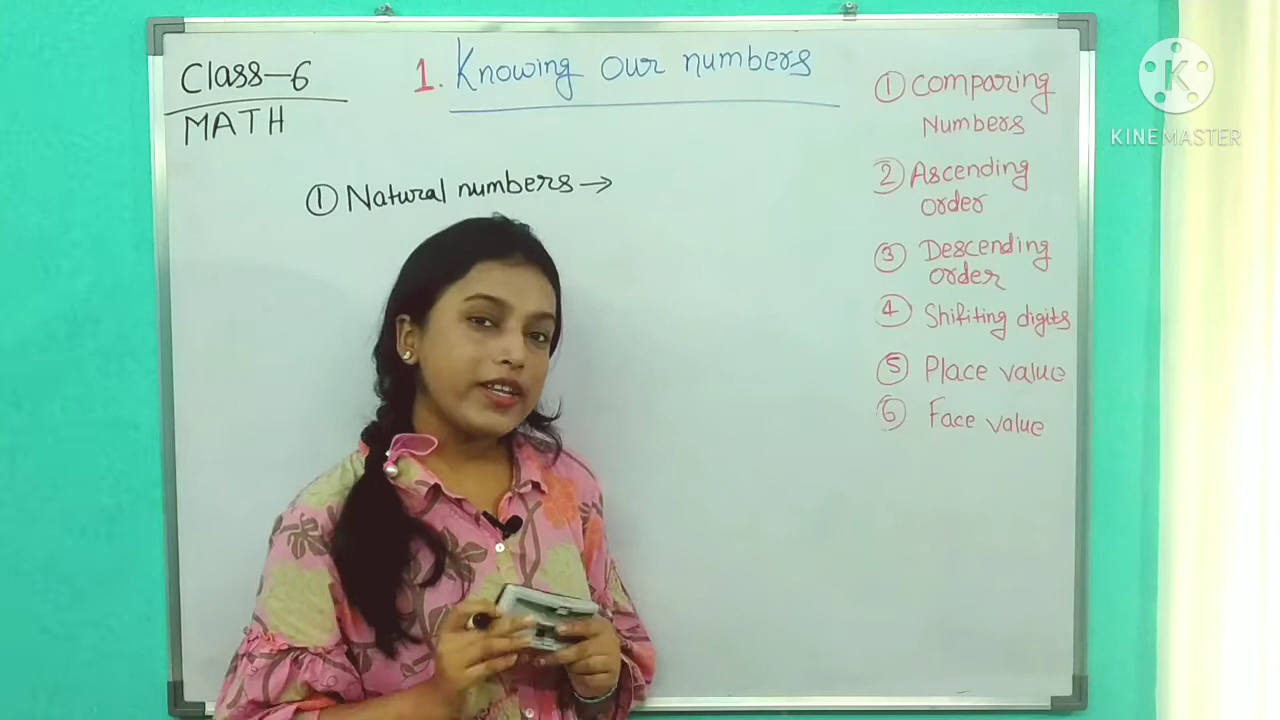 Class-6
MATH
1. Knowing our numbers
① Natural numbers →
① Comparing
Numbers
② Ascending
order
③ Descending
order
④ Shifiting digits
⑤ Place value
⑥ Face value
K
KINEMASTER